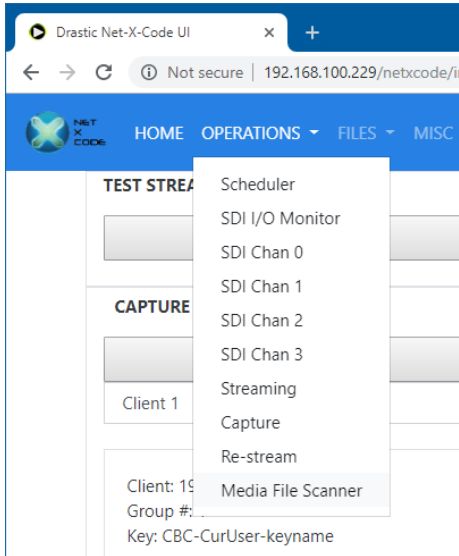 Drastic Net-X-Code UI
Not secure | 192.168.100.229/netxcode/i
NET
X
CODE
HOME OPERATIONS FILES MISC
TEST STREA
Scheduler
SDI I/O Monitor
SDI Chan 0
SDI Chan 1
CAPTURE
SDI Chan 2
SDI Chan 3
Client 1
Streaming
Capture
Re-stream
Media File Scanner
Client: 19
Group #:
Key: CBC-CurUser-keyname